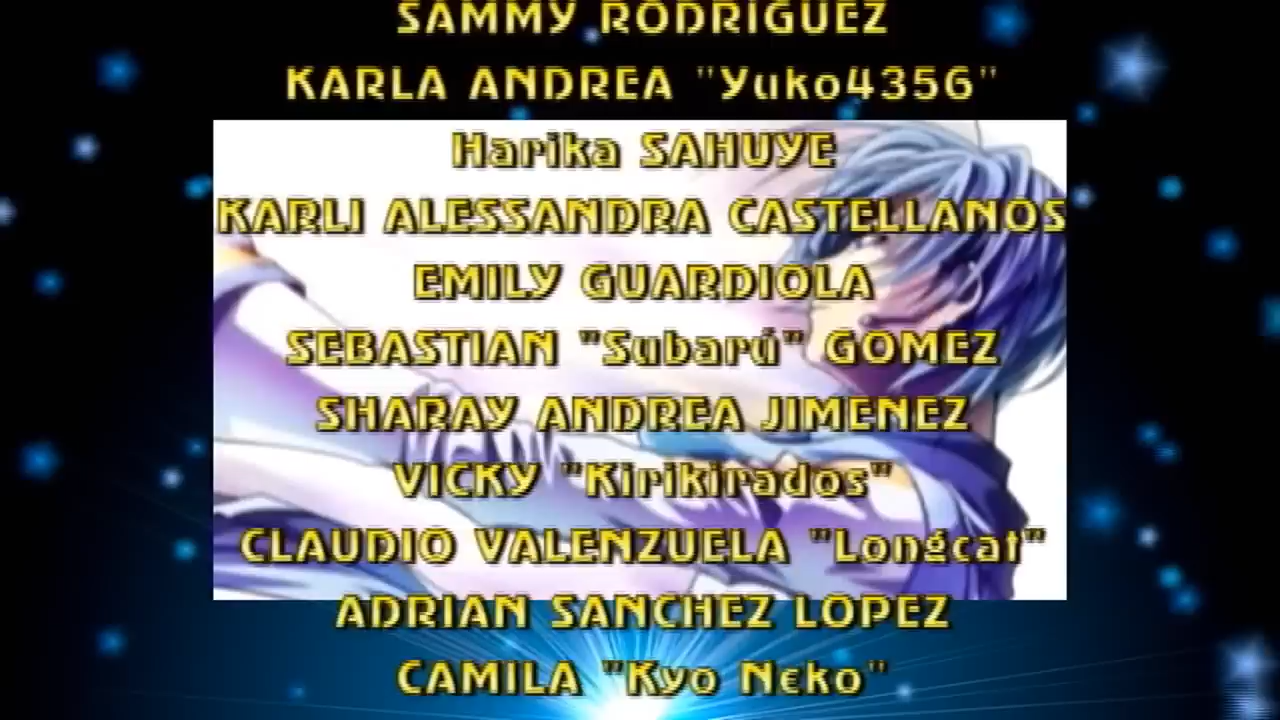 SAMMY RODRIGUEZ
KARLA ANDREA "Yuko4356"
Harika SAHUYE
KARLI ALESSANDRA CASTELLANOS
EMILY GUARDIOLA
SEBASTIAN "Subarú" GOMEZ
SHARAY ANDREA JIMENEZ
VICKY "Kirikirados"
CLAUDIO VALENZUELA "Longcat"
ADRIAN SANCHEZ LOPEZ
CAMILA "Kyo N€ko"